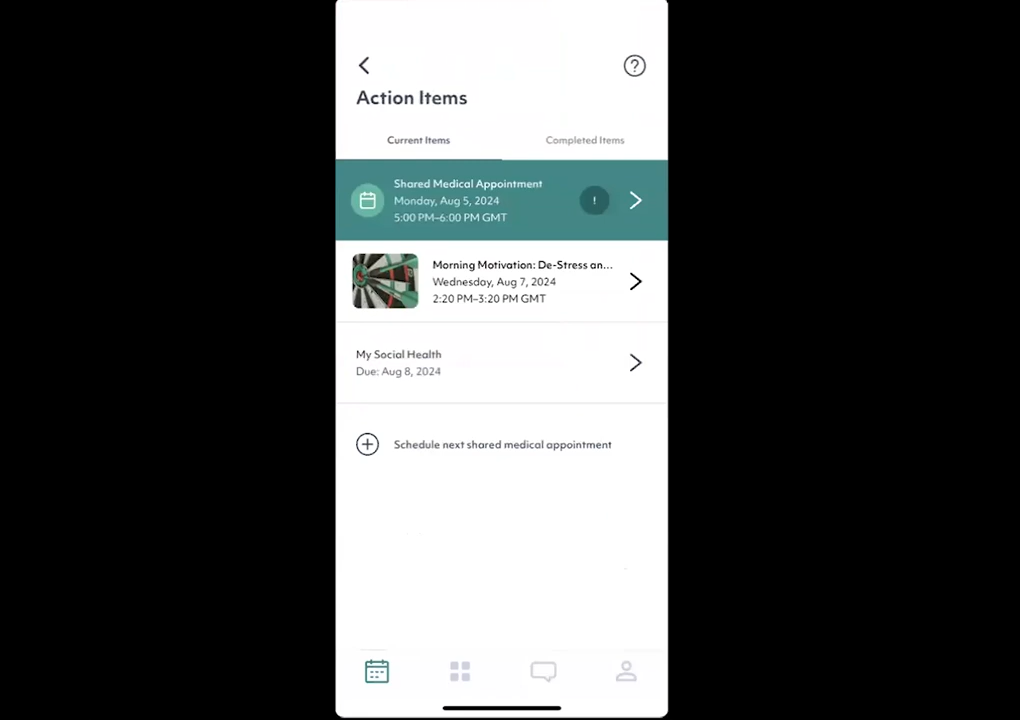 Action Items
Current Items
Completed Items
Shared Medical Appointment
Monday, Aug 5, 2024
5:00 PM–6:00 PM GMT
!
Morning Motivation: De-Stress an...
Wednesday, Aug 7, 2024
2:20 PM–3:20 PM GMT
My Social Health
Due: Aug 8, 2024
Schedule next shared medical appointment